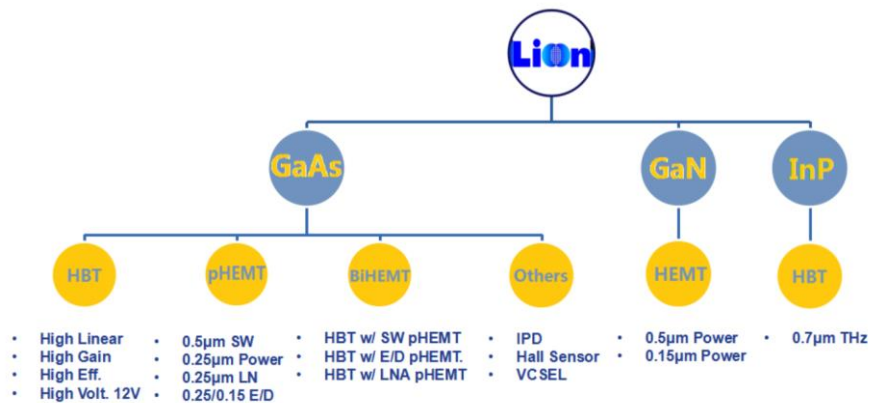 Lion
GaAs
GaN
InP
HBT
pHEMT
BiHEMT
Others
HEMT
HBT
• High Linear
• High Gain
• High Eff.
• High Volt. 12V
• 0.5μm SW
• 0.25μm Power
• 0.25μm LN
• 0.25/0.15 E/D
• HBT w/ SW pHEMT
• HBT w/ E/D pHEMT.
• HBT w/ LNA pHEMT
• IPD
• Hall Sensor
• VCSEL
• 0.5μm Power
• 0.15μm Power
• 0.7μm THz